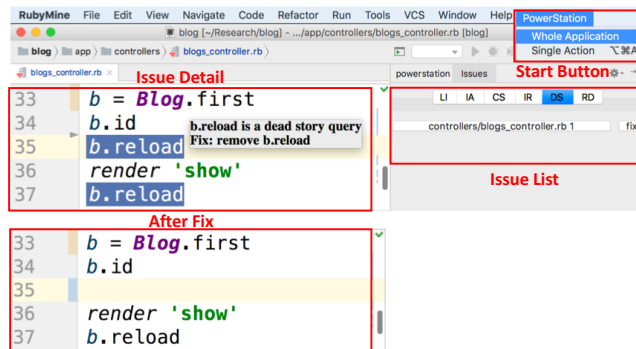 RubyMine File Edit View Navigate Code Refactor Run Tools VCS Window Help PowerStation
blog [~/Research/blog] - .../app/controllers/blogs_controller.rb [blog]
Whole Application
blog app controllers blogs_controller.rb
Single Action ⌥⌘A
blogs_controller.rb
Issue Detail
powerstation Issues
Start Button
33 b = Blog.first
34 b.id
35 b.reload
36 render 'show'
37 b.reload
b.reload is a dead story query
Fix: remove b.reload
LI IA CS IR DS RD
controllers/blogs_controller.rb 1 fix
Issue List
After Fix
33 b = Blog.first
34 b.id
35
36 render 'show'
37 b.reload